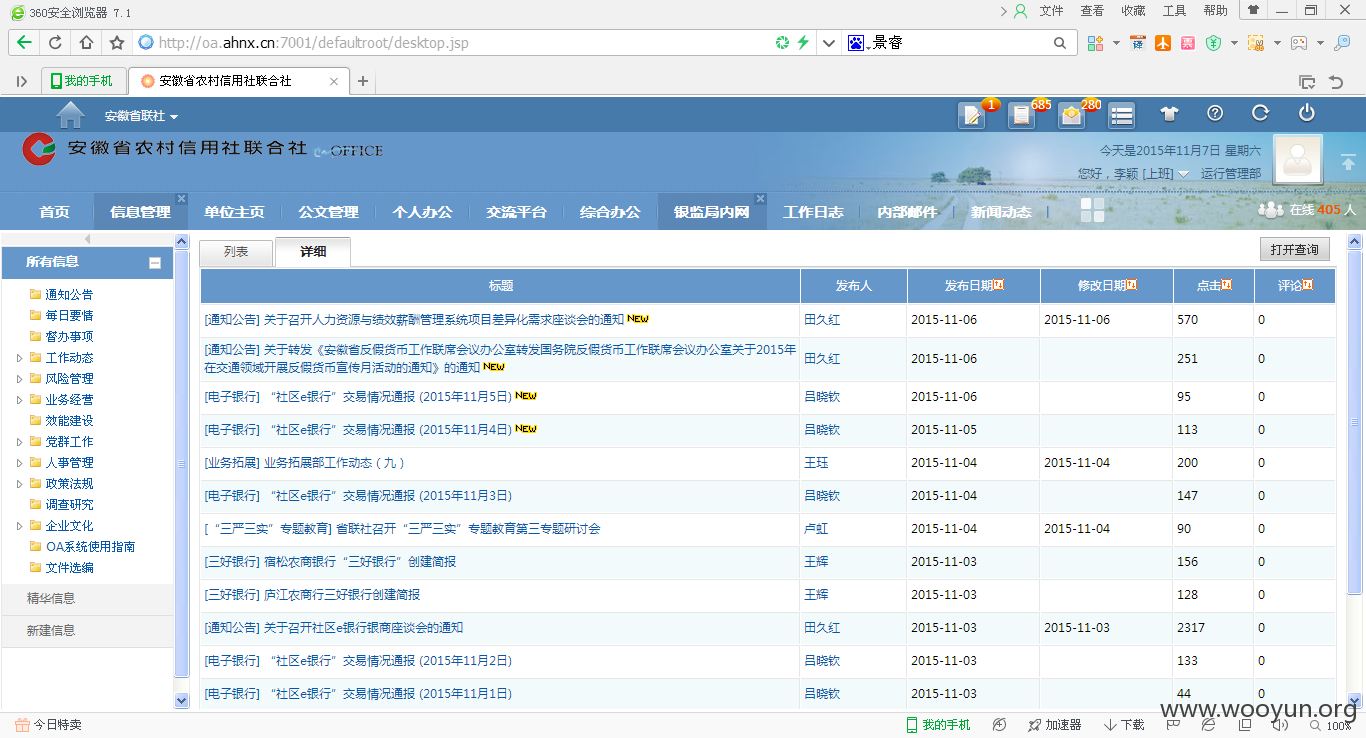 360安全浏览器 7.1
文件 查看 收藏 工具 帮助
http://oa.ahnx.cn:7001/defaultroot/desktop.jsp
景睿
译
票
我的手机
安徽省农村信用社联合社
安徽省联社
1
685
280
安徽省农村信用社联合社
OFFICE
今天是2015年11月7日 星期六
您好，李颖 [上班] 运行管理部
首页 信息管理 单位主页 公文管理 个人办公 交流平台 综合办公 银监局内网 工作日志 内部邮件 新闻动态
在线 405 人
所有信息
通知公告
每日要情
督办事项
工作动态
风险管理
业务经营
效能建设
党群工作
人事管理
政策法规
调查研究
企业文化
OA系统使用指南
文件选编
精华信息
新建信息
列表 详细
打开查询
标题 发布人 发布日期 修改日期 点击 评论
[通知公告] 关于召开人力资源与绩效薪酬管理系统项目差异化需求座谈会的通知 NEW 田久红 2015-11-06 2015-11-06 570 0
[通知公告] 关于转发《安徽省反假货币工作联席会议办公室转发国务院反假货币工作联席会议办公室关于2015年
在交通领域开展反假货币宣传月活动的通知》的通知 NEW 田久红 2015-11-06 251 0
[电子银行] “社区e银行”交易情况通报 (2015年11月5日) NEW 吕晓钦 2015-11-06 95 0
[电子银行] “社区e银行”交易情况通报 (2015年11月4日) NEW 吕晓钦 2015-11-05 113 0
[业务拓展] 业务拓展部工作动态（九） 王珏 2015-11-04 2015-11-04 200 0
[电子银行] “社区e银行”交易情况通报 (2015年11月3日) 吕晓钦 2015-11-04 147 0
[ “三严三实”专题教育] 省联社召开“三严三实”专题教育第三专题研讨会 卢虹 2015-11-04 2015-11-04 90 0
[三好银行] 宿松农商银行“三好银行”创建简报 王辉 2015-11-03 156 0
[三好银行] 庐江农商行三好银行创建简报 王辉 2015-11-03 128 0
[通知公告] 关于召开社区e银行银商座谈会的通知 田久红 2015-11-03 2015-11-03 2317 0
[电子银行] “社区e银行”交易情况通报 (2015年11月2日) 吕晓钦 2015-11-03 133 0
[电子银行] “社区e银行”交易情况通报 (2015年11月1日) 吕晓钦 2015-11-03 44 0
www.wooyun.org
今日特卖
我的手机 加速器 下载 100%